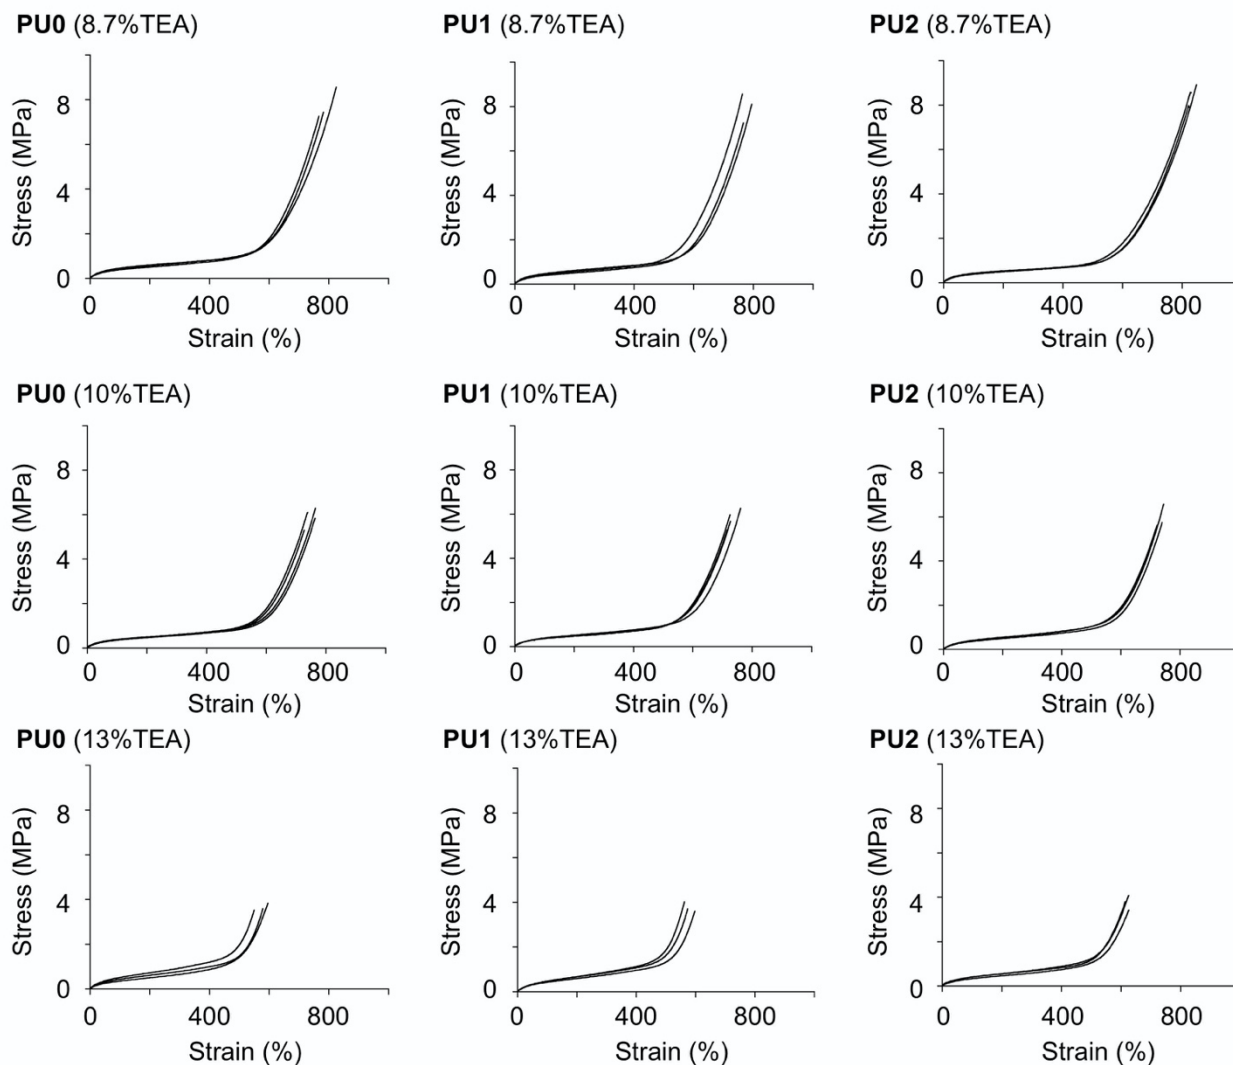 PU0 (8.7%TEA)
Stress (MPa)
8
4
0
0 400 800
Strain (%)
PU1 (8.7%TEA)
Stress (MPa)
8
4
0
0 400 800
Strain (%)
PU2 (8.7%TEA)
Stress (MPa)
8
4
0
0 400 800
Strain (%)
PU0 (10%TEA)
Stress (MPa)
8
4
0
0 400 800
Strain (%)
PU1 (10%TEA)
Stress (MPa)
8
4
0
0 400 800
Strain (%)
PU2 (10%TEA)
Stress (MPa)
8
4
0
0 400 800
Strain (%)
PU0 (13%TEA)
Stress (MPa)
8
4
0
0 400 800
Strain (%)
PU1 (13%TEA)
Stress (MPa)
8
4
0
0 400 800
Strain (%)
PU2 (13%TEA)
Stress (MPa)
8
4
0
0 400 800
Strain (%)